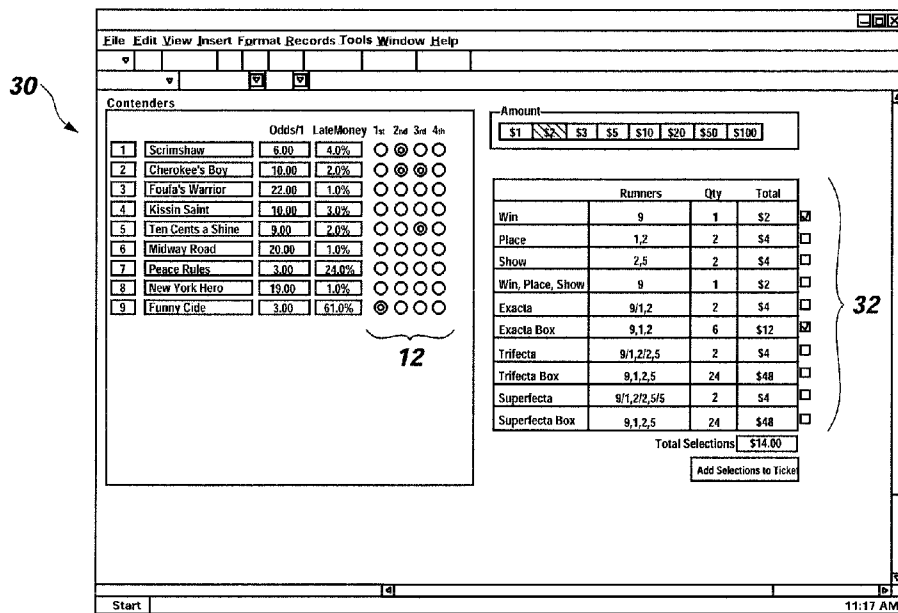 File Edit View Insert Format Records Tools Window Help
30
Contenders
Odds/1 LateMoney 1st 2nd 3rd 4th
1 Scrimshaw 6.00 4.0%
2 Cherokee's Boy 10.00 2.0%
3 Foufa's Warrior 22.00 1.0%
4 Kissin Saint 10.00 3.0%
5 Ten Cents a Shine 9.00 2.0%
6 Midway Road 20.00 1.0%
7 Peace Rules 3.00 24.0%
8 New York Hero 19.00 1.0%
9 Funny Cide 3.00 61.0%
12
Amount
$1 $2 $3 $5 $10 $20 $50 $100
Runners Qty Total
Win 9 1 $2
Place 1,2 2 $4
Show 2,5 2 $4
Win, Place, Show 9 1 $2
Exacta 9/1,2 2 $4
Exacta Box 9,1,2 6 $12
Trifecta 9/1,2/2,5 2 $4
Trifecta Box 9,1,2,5 24 $48
Superfecta 9/1,2/2,5/5 2 $4
Superfecta Box 9,1,2,5 24 $48
32
Total Selections $14.00
Add Selections to Ticket
Start 11:17 AM